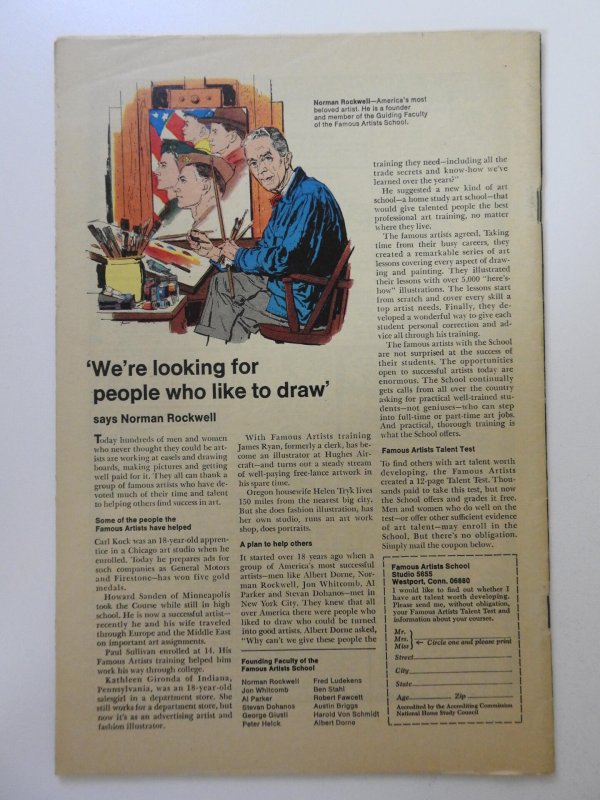 Norman Rockwell—America's most
beloved artist. He is a founder
and member of the Guiding Faculty
of the Famous Artists School.
'We're looking for
people who like to draw'
says Norman Rockwell
Today hundreds of men and women
who never thought they could be art-
ists are working at easels and drawing
boards, making pictures and getting
well paid for it. They all can thank a
group of famous artists who have de-
voted much of their time and talent
to helping others find success in art.
Some of the people the
Famous Artists have helped
Carl Kock was an 18-year-old appren-
tice in a Chicago art studio when he
enrolled. Today he prepares ads for
such companies as General Motors
and Firestone—has won five gold
medals.
Howard Sanden of Minneapolis
took the Course while still in high
school. He is now a successful artist—
recently he and his wife traveled
through Europe and the Middle East
on important art assignments.
Paul Sullivan enrolled at 14. His
Famous Artists training helped him
work his way through college.
Kathleen Gironda of Indiana,
Pennsylvania, was an 18-year-old
salesgirl in a department store. She
still works for a department store, but
now it's as an advertising artist and
fashion illustrator.
With Famous Artists training
James Ryan, formerly a clerk, has be-
come an illustrator at Hughes Air-
craft—and turns out a steady stream
of well-paying free-lance artwork in
his spare time.
Oregon housewife Helen Tryk lives
150 miles from the nearest big city.
But she does fashion illustration, has
her own studio, runs an art work
shop, does portraits.
A plan to help others
It started over 18 years ago when a
group of America's most successful
artists—men like Albert Dorne, Nor-
man Rockwell, Jon Whitcomb, Al
Parker and Stevan Dohanos—met in
New York City. They knew that all
over America there were people who
liked to draw who could be turned
into good artists. Albert Dorne asked,
"Why can't we give these people the
Founding Faculty of the
Famous Artists School
Norman Rockwell
Jon Whitcomb
Al Parker
Stevan Dohanos
George Giusti
Peter Helck
Fred Ludekens
Ben Stahl
Robert Fawcett
Austin Briggs
Harold Von Schmidt
Albert Dorne
training they need—including all the
trade secrets and know-how we've
learned over the years?"
He suggested a new kind of art
school—a home study art school—that
would give talented people the best
professional art training, no matter
where they live.
The famous artists agreed. Taking
time from their busy careers, they
created a remarkable series of art
lessons covering every aspect of draw-
ing and painting. They illustrated
their lessons with over 5,000 "here's-
how" illustrations. The lessons start
from scratch and cover every skill a
top artist needs. Finally, they de-
veloped a wonderful way to give each
student personal correction and ad-
vice all through his training.
The famous artists with the School
are not surprised at the success of
their students. The opportunities
open to successful artists today are
enormous. The School continually
gets calls from all over the country
asking for practical well-trained stu-
dents—not geniuses—who can step
into full-time or part-time art jobs.
And practical, thorough training is
what the School offers.
Famous Artists Talent Test
To find others with art talent worth
developing, the Famous Artists
created a 12-page Talent Test. Thou-
sands paid to take this test, but now
the School offers and grades it free.
Men and women who do well on the
test—or offer other sufficient evidence
of art talent—may enroll in the
School. But there's no obligation.
Simply mail the coupon below.
Famous Artists School
Studio 5655
Westport, Conn. 06880
I would like to find out whether I
have art talent worth developing.
Please send me, without obligation,
your Famous Artists Talent Test and
information about your courses.
Mr.
Mrs. ← Circle one and please print
Miss
Street
City
State
Age Zip
Accredited by the Accrediting Commission
National Home Study Council